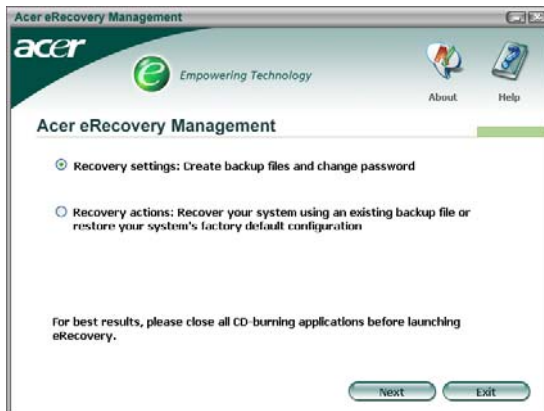 Acer eRecovery Management
acer
e Empowering Technology
About
Help
Acer eRecovery Management
Recovery settings: Create backup files and change password
Recovery actions: Recover your system using an existing backup file or
restore your system's factory default configuration
For best results, please close all CD-burning applications before launching
eRecovery.
Next
Exit